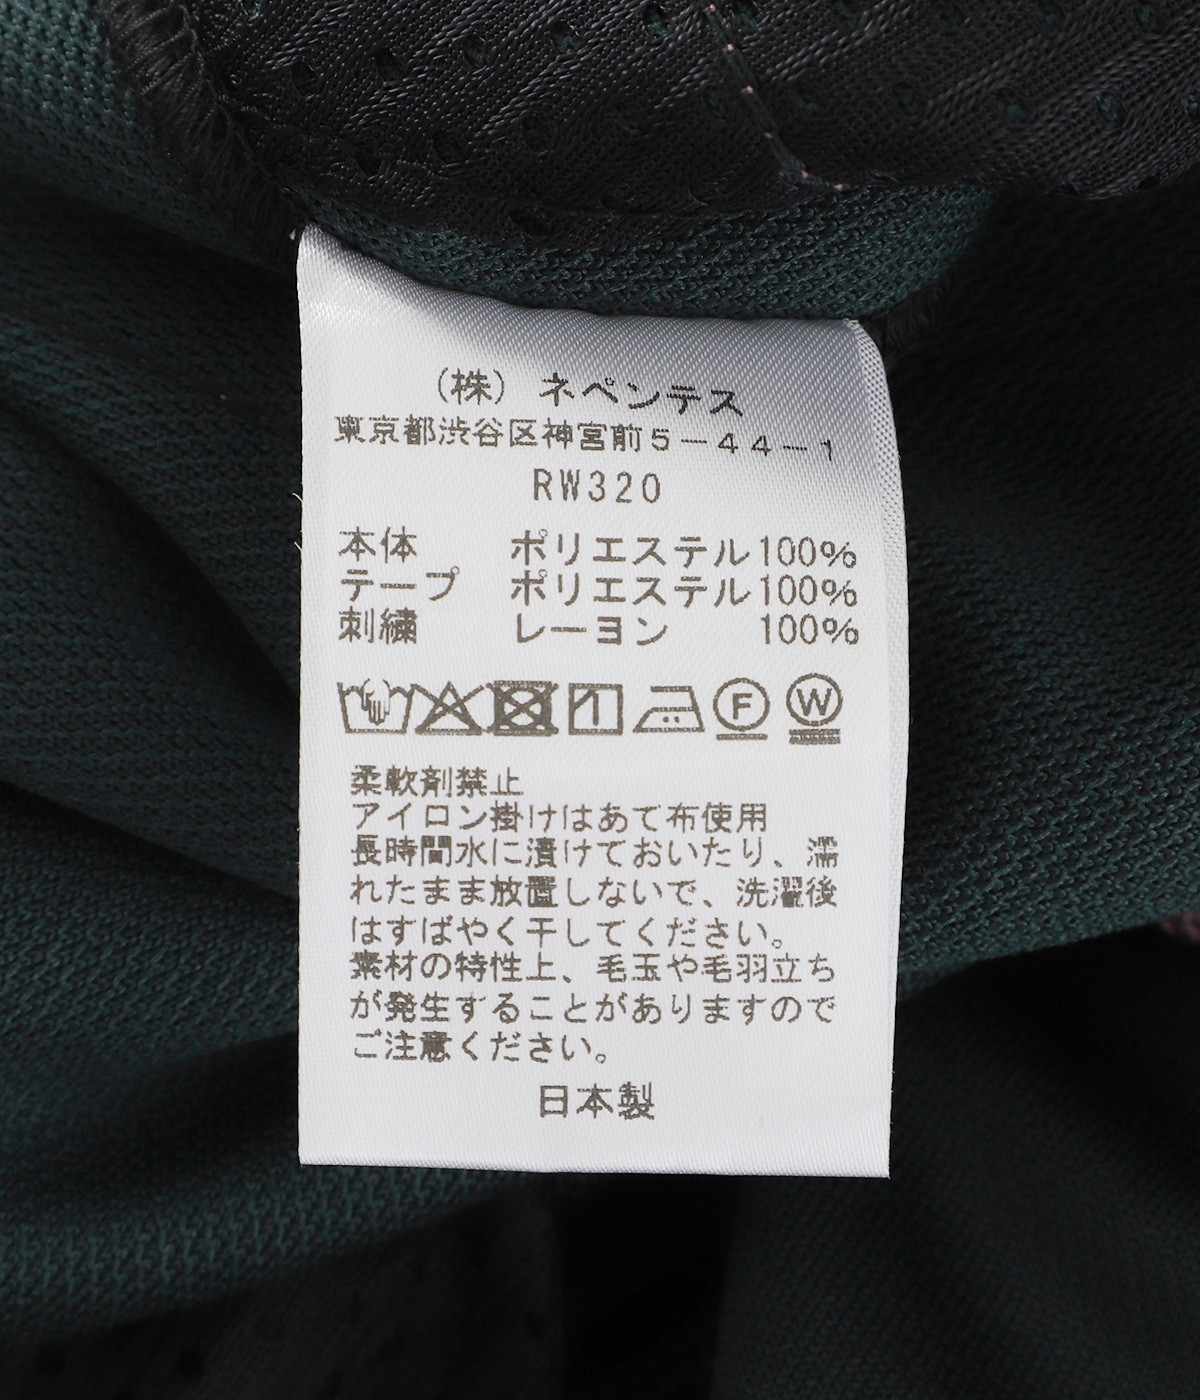 (株) ネペンテス
東京都渋谷区神宮前5-44-1
RW320
本体 ポリエステル100%
テープ ポリエステル100%
刺繍 レーヨン 100%
F W
柔軟剤禁止
アイロン掛けはあて布使用
長時間水に漬けておいたり、濡
れたまま放置しないで、洗濯後
はすばやく干してください。
素材の特性上、毛玉や毛羽立ち
が発生することがありますので
ご注意ください。
日本製